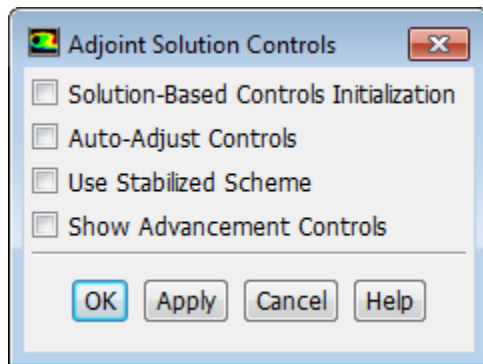 Adjoint Solution Controls
Solution-Based Controls Initialization
Auto-Adjust Controls
Use Stabilized Scheme
Show Advancement Controls
OK Apply Cancel Help